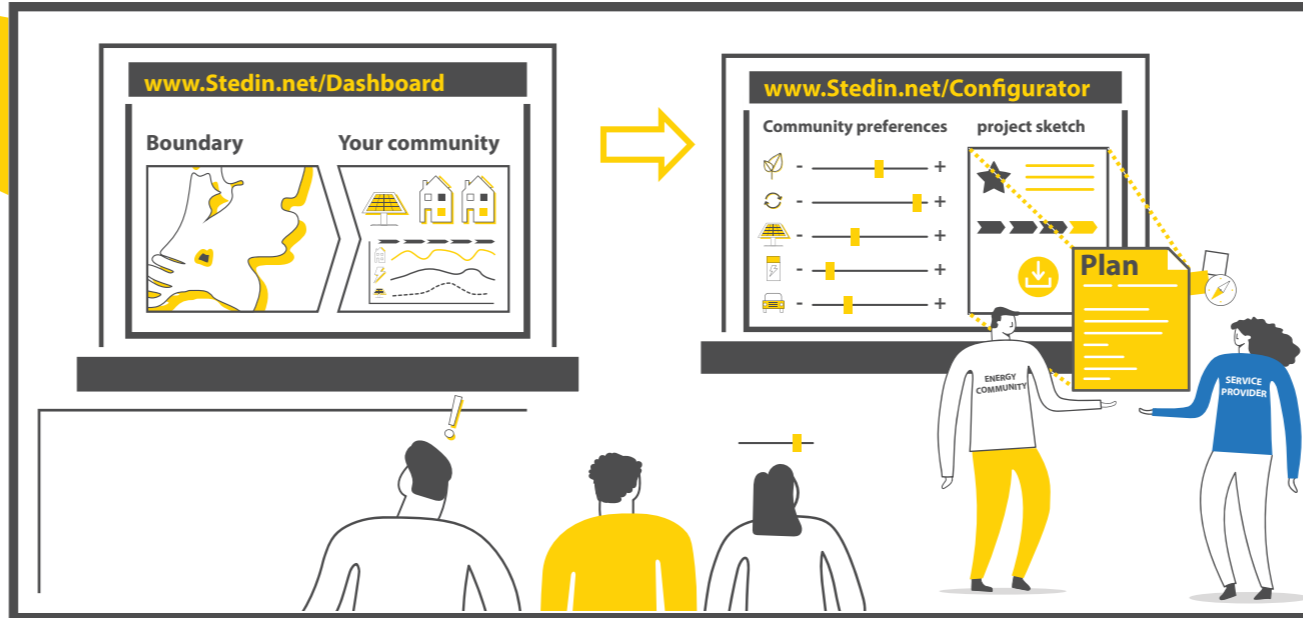 www.Stedin.net/Dashboard
Boundary
Your community
www.Stedin.net/Configurator
Community preferences
project sketch
- +
- +
- +
- +
- +
Plan
ENERGY
COMMUNITY
SERVICE
PROVIDER